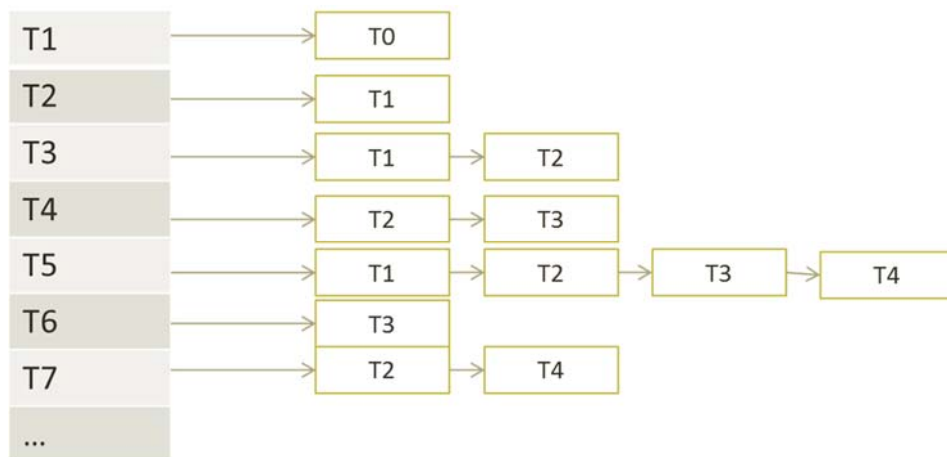 T1 T0
T2 T1
T3 T1 T2
T4 T2 T3
T5 T1 T2 T3 T4
T6 T3
T7 T2 T4
...